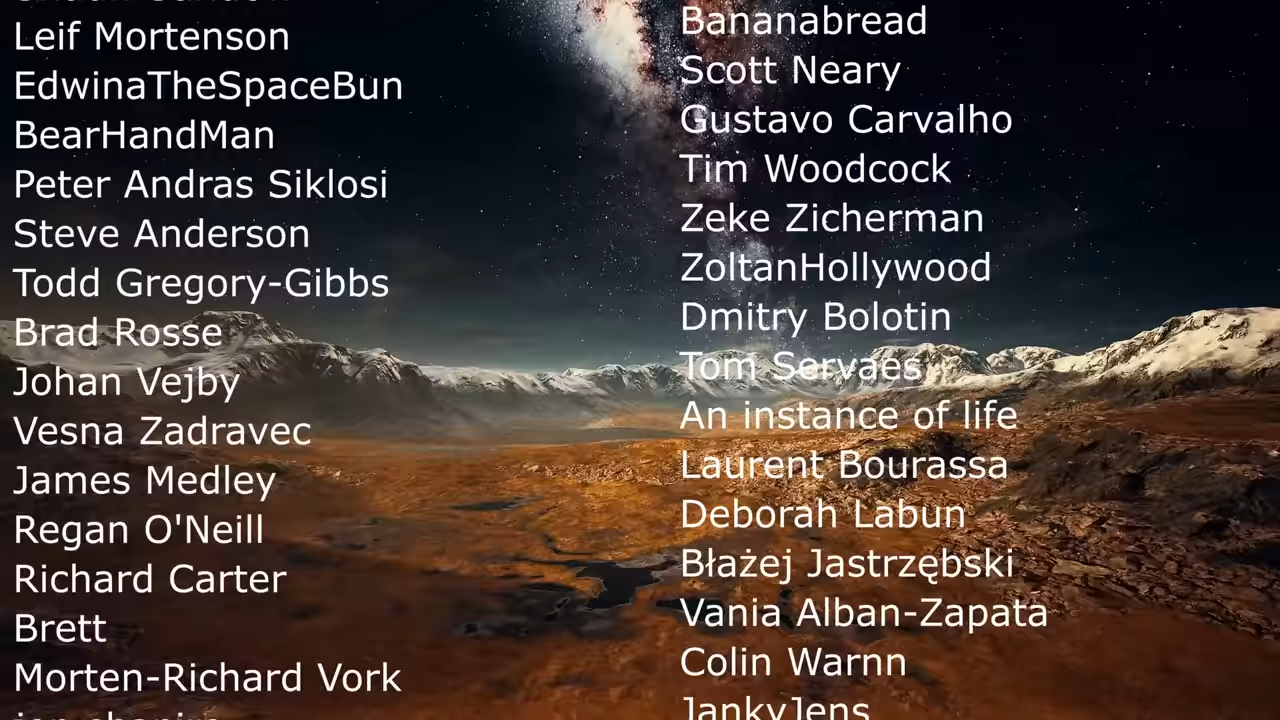 Leif Mortenson
EdwinaTheSpaceBun
BearHandMan
Peter Andras Siklosi
Steve Anderson
Todd Gregory-Gibbs
Brad Rosse
Johan Vejby
Vesna Zadravec
James Medley
Regan O'Neill
Richard Carter
Brett
Morten-Richard Vork
Bananabread
Scott Neary
Gustavo Carvalho
Tim Woodcock
Zeke Zicherman
ZoltanHollywood
Dmitry Bolotin
Tom Servaes
An instance of life
Laurent Bourassa
Deborah Labun
Błażej Jastrzębski
Vania Alban-Zapata
Colin Warnn
JankyJens